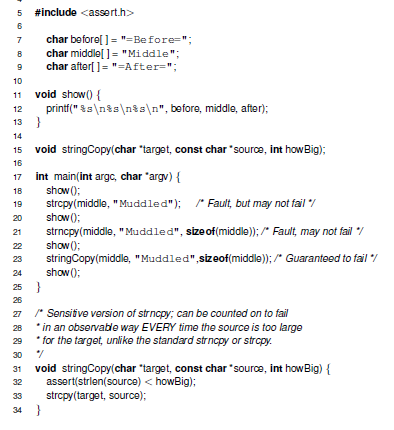 5 #include <assert.h>
6
7 char before[ ] = "=Before=";
8 char middle[ ] = "Middle";
9 char after[ ] = "=After=";
10
11 void show() {
12 printf("%s\n%s\n%s\n", before, middle, after);
13 }
14
15 void stringCopy(char *target, const char *source, int howBig);
16
17 int main(int argc, char *argv) {
18 show();
19 strcpy(middle, "Muddled"); /* Fault, but may not fail */
20 show();
21 strncpy(middle, "Muddled", sizeof(middle)); /* Fault, may not fail */
22 show();
23 stringCopy(middle, "Muddled",sizeof(middle)); /* Guaranteed to fail */
24 show();
25 }
26
27 /* Sensitive version of strncpy; can be counted on to fail
28 * in an observable way EVERY time the source is too large
29 * for the target, unlike the standard strncpy or strcpy.
30 */
31 void stringCopy(char *target, const char *source, int howBig) {
32 assert(strlen(source) < howBig);
33 strcpy(target, source);
34 }